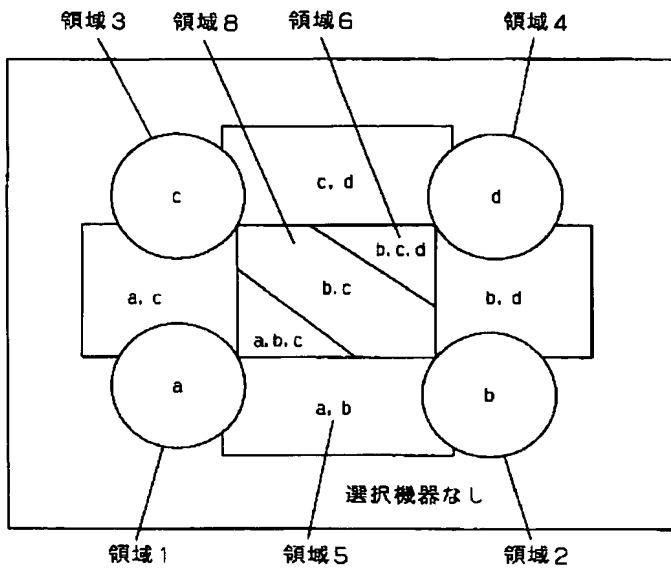 領域3
領域8
領域6
領域4
c
c, d
d
b, c, d
a, c
b, c
b, d
a, b, c
a
a, b
b
選択機器なし
領域1
領域5
領域2